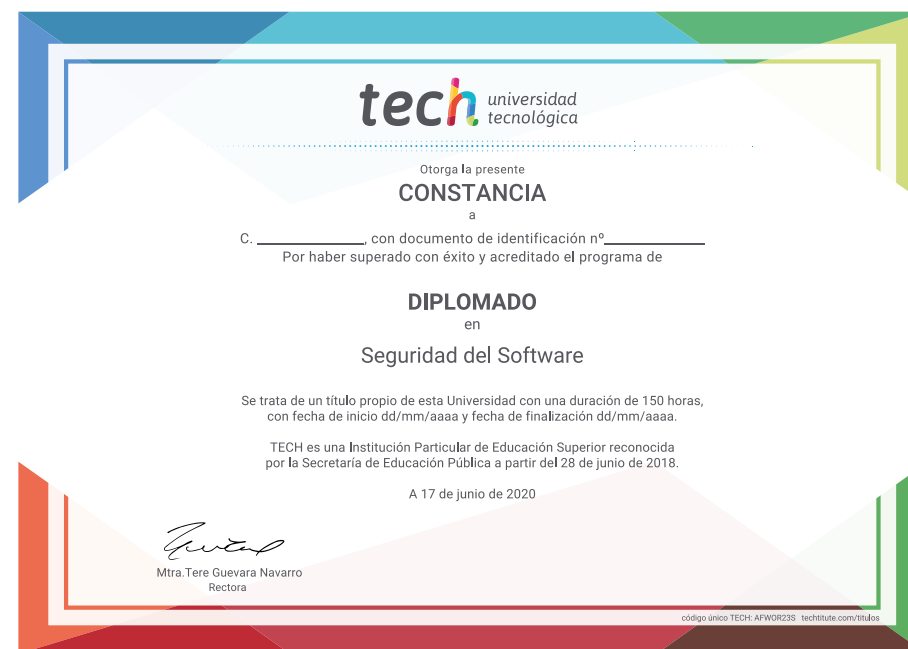 tech universidad
tecnológica
Otorga la presente
CONSTANCIA
a
C. ____________, con documento de identificación nº____________
Por haber superado con éxito y acreditado el programa de
DIPLOMADO
en
Seguridad del Software
Se trata de un título propio de esta Universidad con una duración de 150 horas,
con fecha de inicio dd/mm/aaaa y fecha de finalización dd/mm/aaaa.
TECH es una Institución Particular de Educación Superior reconocida
por la Secretaría de Educación Pública a partir del 28 de junio de 2018.
A 17 de junio de 2020
Mtra.Tere Guevara Navarro
Rectora
código único TECH: AFWOR23S techtitute.com/titulos